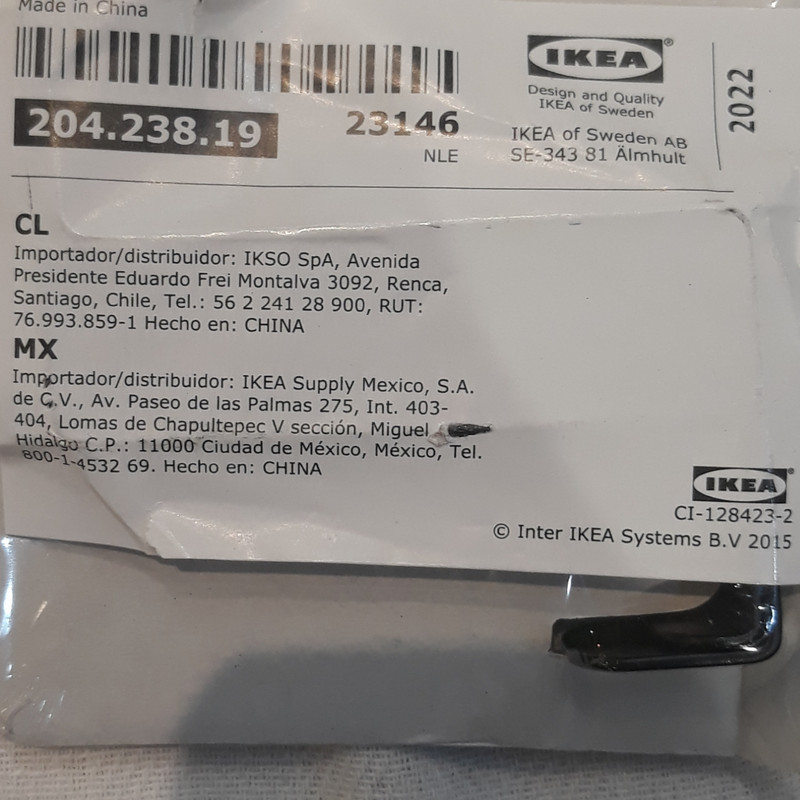 Made in China
IKEA®
Design and Quality
IKEA of Sweden
2022
204.238.19
23146
NLE
IKEA of Sweden AB
SE-343 81 Älmhult
CL
Importador/distribuidor: IKSO SpA, Avenida
Presidente Eduardo Frei Montalva 3092, Renca,
Santiago, Chile, Tel.: 56 2 241 28 900, RUT:
76.993.859-1 Hecho en: CHINA
MX
Importador/distribuidor: IKEA Supply Mexico, S.A.
de C.V., Av. Paseo de las Palmas 275, Int. 403-
404, Lomas de Chapultepec V sección, Miguel
Hidalgo C.P.: 11000 Ciudad de México, México, Tel.
800-1-4532 69. Hecho en: CHINA
IKEA®
CI-128423-2
© Inter IKEA Systems B.V 2015